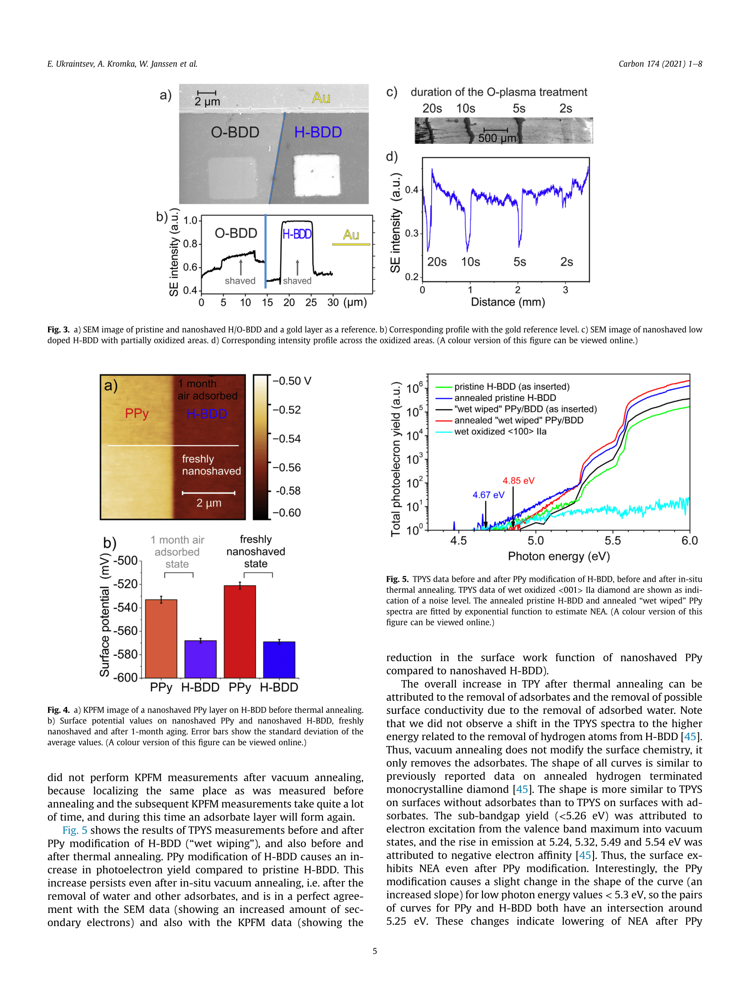 E. Ukraintsev, A. Kromka, W. Janssen et al.
Carbon 174 (2021) 1–8
a)
2 µm
Au
O-BDD
H-BDD
b)
SE intensity (a.u.)
1.0
0.8
0.6
0.4
O-BDD
H-BDD
Au
shaved
shaved
0 5 10 15 20 25 30 (µm)
c)
duration of the O-plasma treatment
20s 10s 5s 2s
500 µm
d)
SE intensity (a.u.)
0.4
0.3
0.2
20s 10s 5s 2s
0 1 2 3
Distance (mm)
Fig. 3. a) SEM image of pristine and nanoshaved H/O-BDD and a gold layer as a reference. b) Corresponding profile with the gold reference level. c) SEM image of nanoshaved low
doped H-BDD with partially oxidized areas. d) Corresponding intensity profile across the oxidized areas. (A colour version of this figure can be viewed online.)
a)
1 month
air adsorbed
PPy
H-BDD
freshly
nanoshaved
2 µm
−0.50 V
−0.52
−0.54
−0.56
-0.58
−0.60
b)
1 month air
adsorbed
state
freshly
nanoshaved
state
Surface potential (mV)
-500
-520
-540
-560
-580
-600
PPy H-BDD PPy H-BDD
Fig. 4. a) KPFM image of a nanoshaved PPy layer on H-BDD before thermal annealing.
b) Surface potential values on nanoshaved PPy and nanoshaved H-BDD, freshly
nanoshaved and after 1-month aging. Error bars show the standard deviation of the
average values. (A colour version of this figure can be viewed online.)
did not perform KPFM measurements after vacuum annealing,
because localizing the same place as was measured before
annealing and the subsequent KPFM measurements take quite a lot
of time, and during this time an adsorbate layer will form again.
Fig. 5 shows the results of TPYS measurements before and after
PPy modification of H-BDD (“wet wiping”), and also before and
after thermal annealing. PPy modification of H-BDD causes an in-
crease in photoelectron yield compared to pristine H-BDD. This
increase persists even after in-situ vacuum annealing, i.e. after the
removal of water and other adsorbates, and is in a perfect agree-
ment with the SEM data (showing an increased amount of sec-
ondary electrons) and also with the KPFM data (showing the
Total photoelecron yield (a.u.)
10⁶
10⁵
10⁴
10³
10²
10¹
10⁰
pristine H-BDD (as inserted)
annealed pristine H-BDD
"wet wiped" PPy/BDD (as inserted)
annealed "wet wiped" PPy/BDD
wet oxidized <100> IIa
4.85 eV
4.67 eV
4.5 5.0 5.5 6.0
Photon energy (eV)
Fig. 5. TPYS data before and after PPy modification of H-BDD, before and after in-situ
thermal annealing. TPYS data of wet oxidized <001> IIa diamond are shown as indi-
cation of a noise level. The annealed pristine H-BDD and annealed “wet wiped” PPy
spectra are fitted by exponential function to estimate NEA. (A colour version of this
figure can be viewed online.)
reduction in the surface work function of nanoshaved PPy
compared to nanoshaved H-BDD).
The overall increase in TPY after thermal annealing can be
attributed to the removal of adsorbates and the removal of possible
surface conductivity due to the removal of adsorbed water. Note
that we did not observe a shift in the TPYS spectra to the higher
energy related to the removal of hydrogen atoms from H-BDD [45].
Thus, vacuum annealing does not modify the surface chemistry, it
only removes the adsorbates. The shape of all curves is similar to
previously reported data on annealed hydrogen terminated
monocrystalline diamond [45]. The shape is more similar to TPYS
on surfaces without adsorbates than to TPYS on surfaces with ad-
sorbates. The sub-bandgap yield (<5.26 eV) was attributed to
electron excitation from the valence band maximum into vacuum
states, and the rise in emission at 5.24, 5.32, 5.49 and 5.54 eV was
attributed to negative electron affinity [45]. Thus, the surface ex-
hibits NEA even after PPy modification. Interestingly, the PPy
modification causes a slight change in the shape of the curve (an
increased slope) for low photon energy values < 5.3 eV, so the pairs
of curves for PPy and H-BDD both have an intersection around
5.25 eV. These changes indicate lowering of NEA after PPy
5